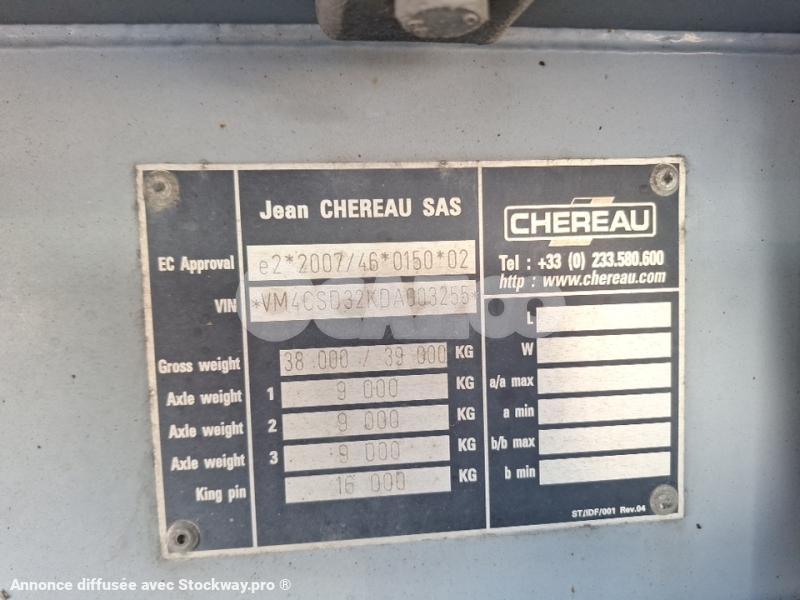 Jean CHEREAU SAS
EC Approval e2*2007/46*0150*02
VIN *VM4CSD32KDA003255*
Gross weight 38 000 / 39 000 KG
Axle weight 1 9 000 KG
Axle weight 2 9 000 KG
Axle weight 3 9 000 KG
King pin 16 000 KG
CHEREAU
Tel : +33 (0) 233.580.600
http : www.chereau.com
L
W
a/a max
a min
b/b max
b min
ST/IDF/001 Rev.04
Annonce diffusée avec Stockway.pro ®